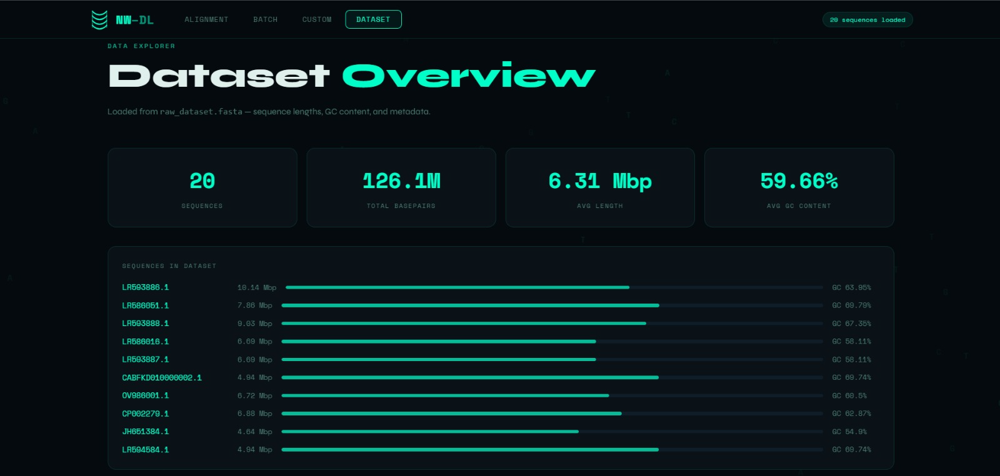 NW-DL ALIGNMENT BATCH CUSTOM DATASET 20 sequences loaded
DATA EXPLORER
Dataset Overview
Loaded from raw_dataset.fasta — sequence lengths, GC content, and metadata.
20 126.1M 6.31 Mbp 59.66%
SEQUENCES TOTAL BASEPAIRS AVG LENGTH AVG GC CONTENT
SEQUENCES IN DATASET
LR593886.1 10.14 Mbp GC 63.95%
LR586051.1 7.86 Mbp GC 69.79%
LR593888.1 9.03 Mbp GC 67.35%
LR586016.1 6.69 Mbp GC 58.11%
LR593887.1 6.69 Mbp GC 58.11%
CABFKD010000002.1 4.94 Mbp GC 69.74%
OV986001.1 6.72 Mbp GC 60.5%
CP002279.1 6.88 Mbp GC 62.87%
JH651384.1 4.64 Mbp GC 54.9%
LR594584.1 4.94 Mbp GC 69.74%